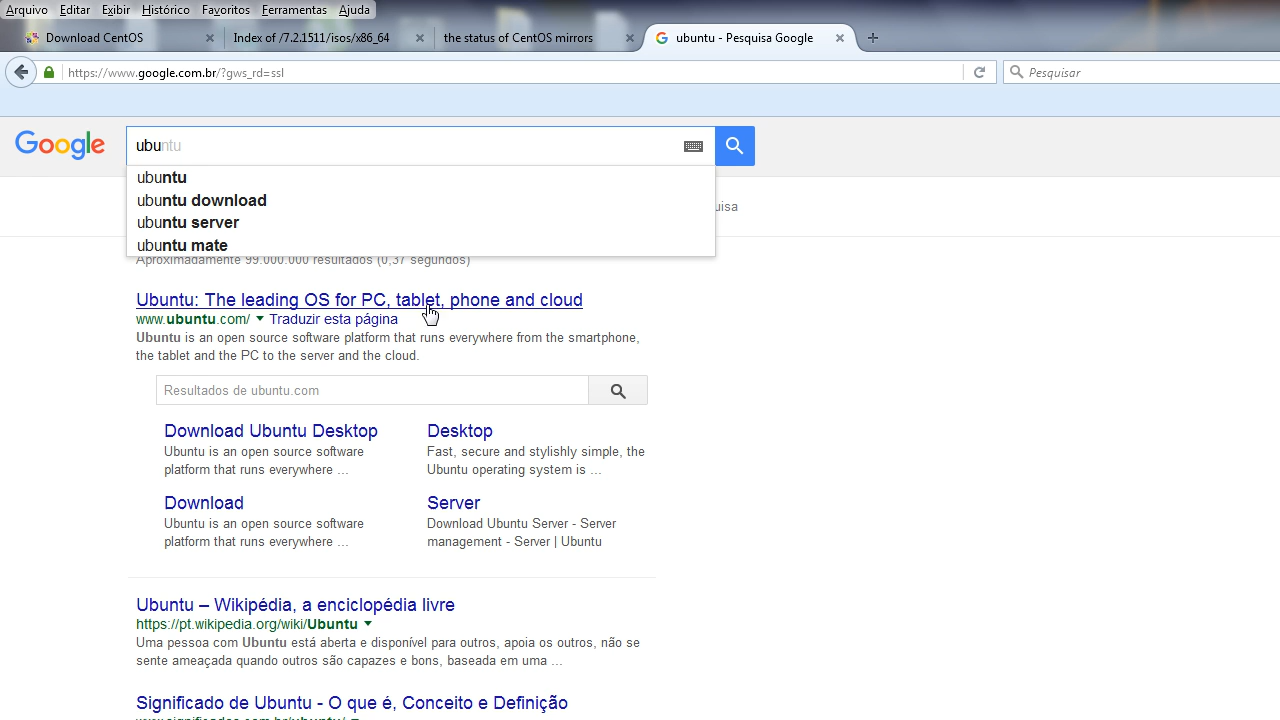 Arquivo Editar Exibir Histórico Favoritos Ferramentas Ajuda
Download CentOS × Index of /7.2.1511/isos/x86_64 × the status of CentOS mirrors × ubuntu - Pesquisa Google × +
https://www.google.com.br/?gws_rd=ssl Pesquisar
Google ubuntu
ubuntu
ubuntu download
ubuntu server
ubuntu mate
Aproximadamente 99.000.000 resultados (0,37 segundos)
Ubuntu: The leading OS for PC, tablet, phone and cloud
www.ubuntu.com/ Traduzir esta página
Ubuntu is an open source software platform that runs everywhere from the smartphone,
the tablet and the PC to the server and the cloud.
Resultados de ubuntu.com
Download Ubuntu Desktop
Ubuntu is an open source software
platform that runs everywhere ...
Desktop
Fast, secure and stylishly simple, the
Ubuntu operating system is ...
Download
Ubuntu is an open source software
platform that runs everywhere ...
Server
Download Ubuntu Server - Server
management - Server | Ubuntu
Ubuntu – Wikipédia, a enciclopédia livre
https://pt.wikipedia.org/wiki/Ubuntu
Uma pessoa com Ubuntu está aberta e disponível para outros, apoia os outros, não se
sente ameaçada quando outros são capazes e bons, baseada em uma ...
Significado de Ubuntu - O que é, Conceito e Definição